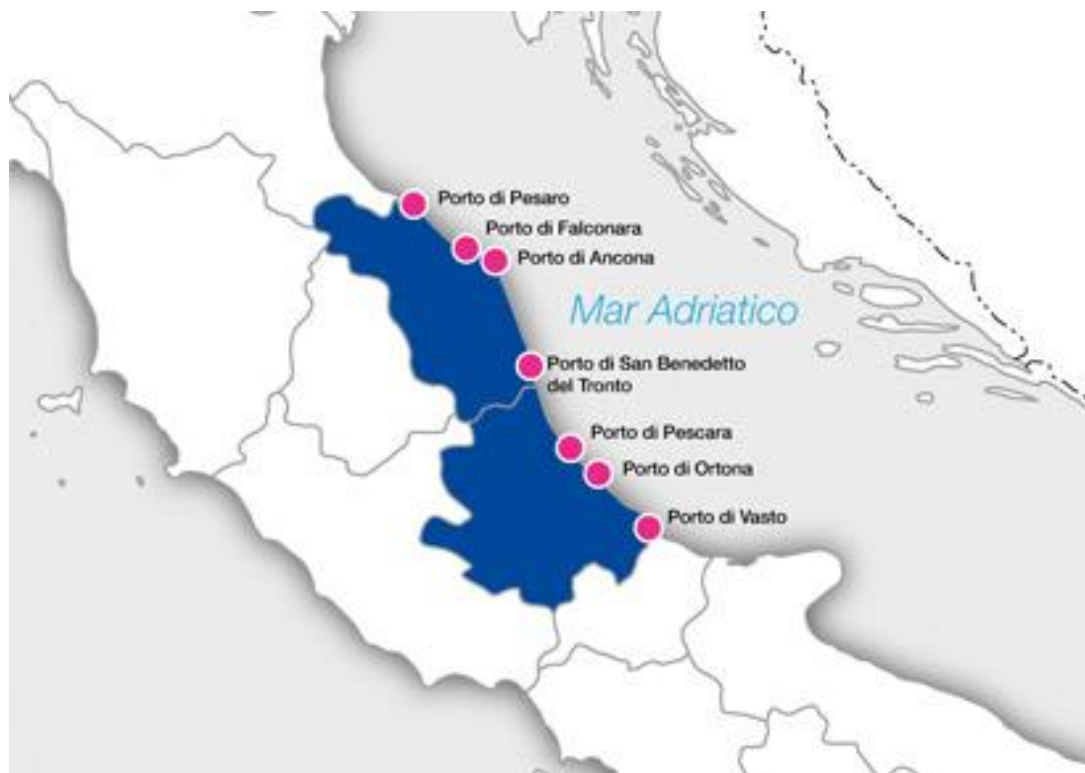 Porto di Pesaro
Porto di Falconara
Porto di Ancona
Mar Adriatico
Porto di San Benedetto
del Tronto
Porto di Pescara
Porto di Ortona
Porto di Vasto